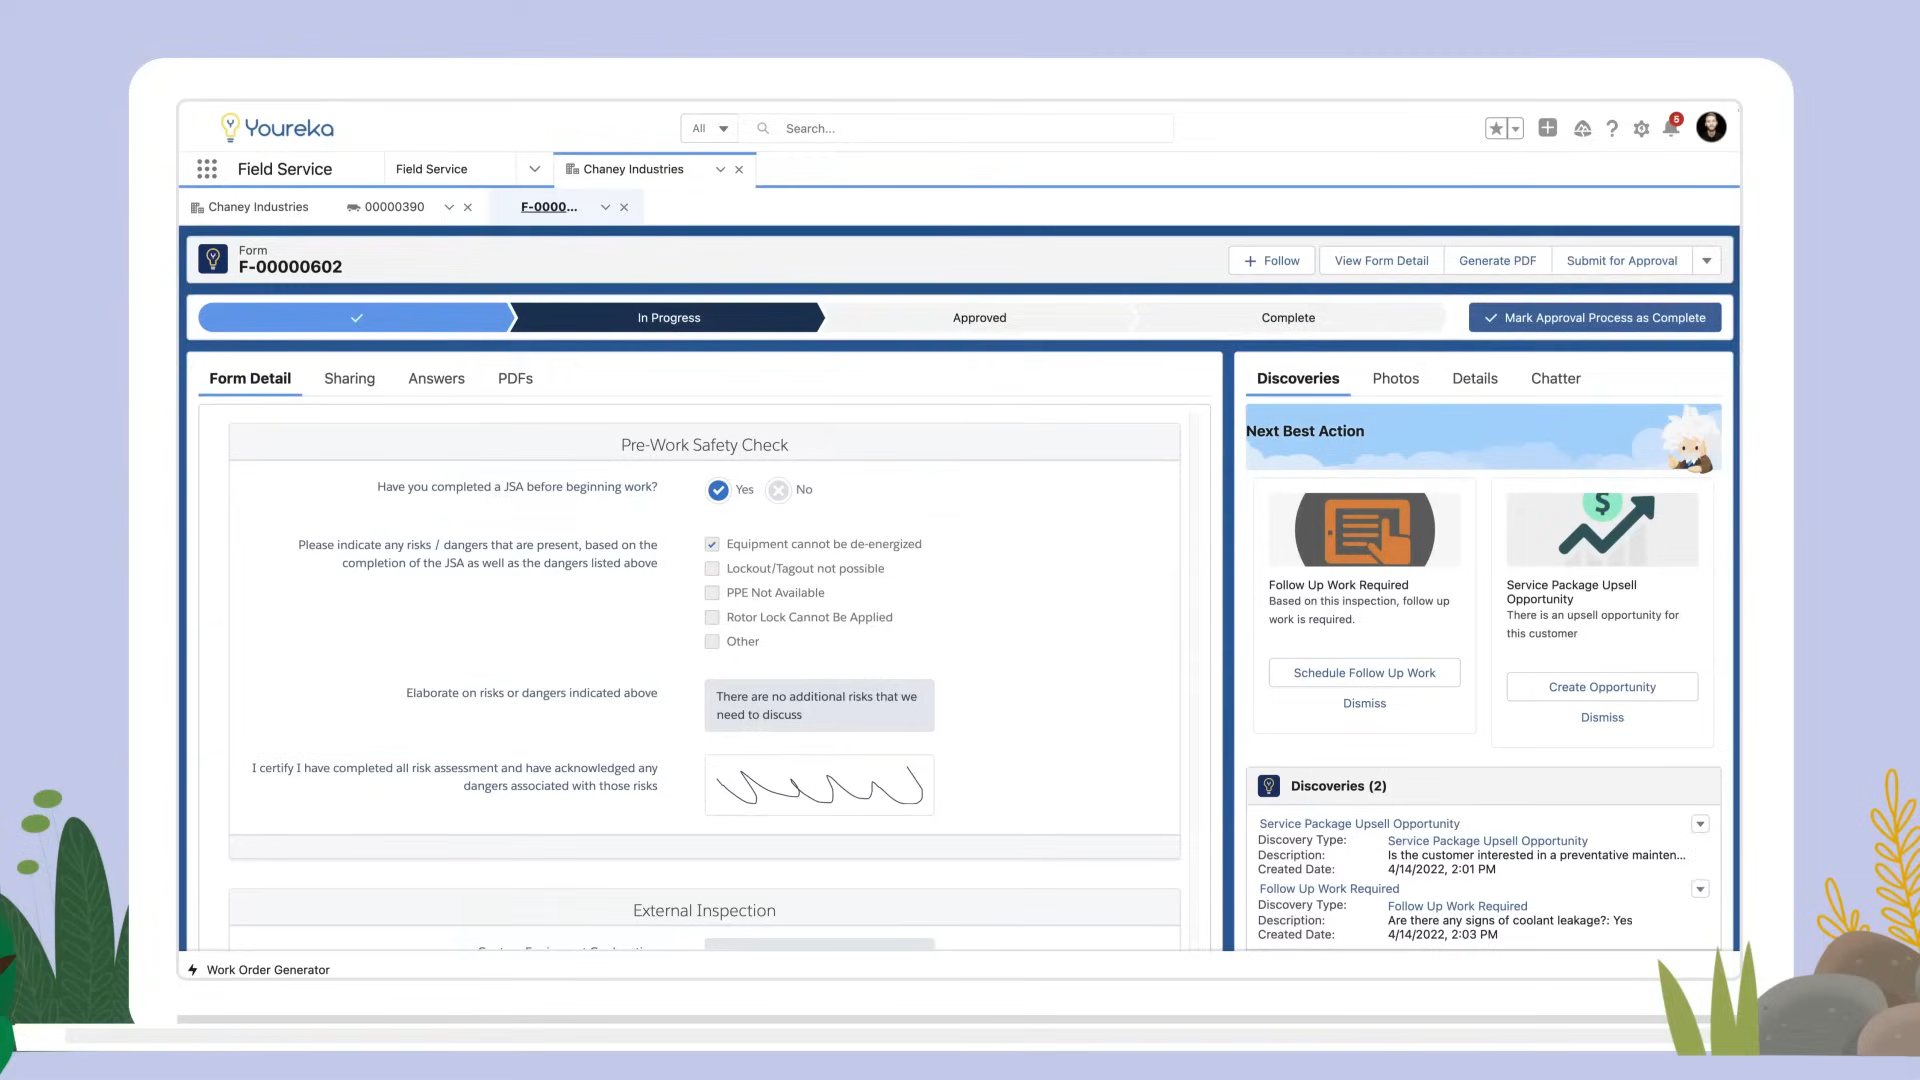 Youreka
All
Search...
5
Field Service
Field Service
Chaney Industries
Chaney Industries
00000390
F-0000...
Form
F-00000602
Follow
View Form Detail
Generate PDF
Submit for Approval
In Progress
Approved
Complete
Mark Approval Process as Complete
Form Detail
Sharing
Answers
PDFs
Pre-Work Safety Check
Have you completed a JSA before beginning work?
Yes
No
Please indicate any risks / dangers that are present, based on the
completion of the JSA as well as the dangers listed above
Equipment cannot be de-energized
Lockout/Tagout not possible
PPE Not Available
Rotor Lock Cannot Be Applied
Other
Elaborate on risks or dangers indicated above
There are no additional risks that we
need to discuss
I certify I have completed all risk assessment and have acknowledged any
dangers associated with those risks
External Inspection
Discoveries
Photos
Details
Chatter
Next Best Action
Follow Up Work Required
Based on this inspection, follow up
work is required.
Schedule Follow Up Work
Dismiss
$
Service Package Upsell
Opportunity
There is an upsell opportunity for
this customer
Create Opportunity
Dismiss
Discoveries (2)
Service Package Upsell Opportunity
Discovery Type: Service Package Upsell Opportunity
Description: Is the customer interested in a preventative mainten...
Created Date: 4/14/2022, 2:01 PM
Follow Up Work Required
Discovery Type: Follow Up Work Required
Description: Are there any signs of coolant leakage?: Yes
Created Date: 4/14/2022, 2:03 PM
Work Order Generator